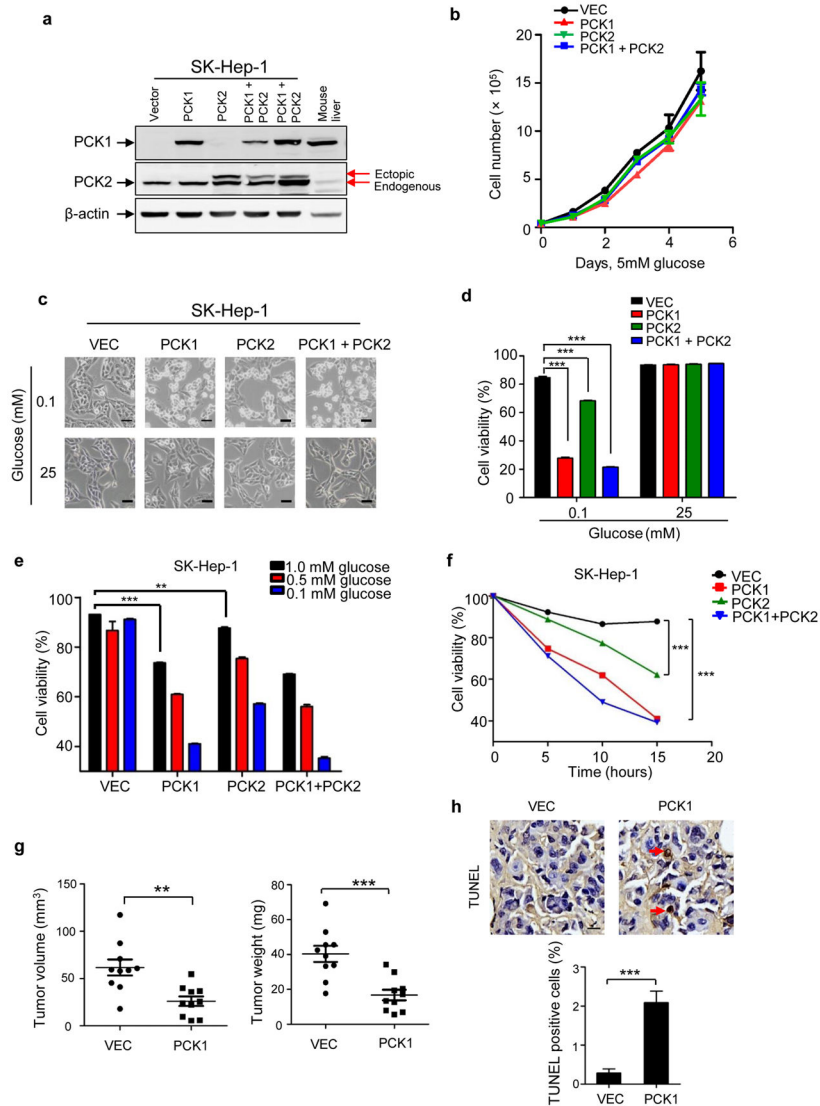 a
SK-Hep-1
Vector
PCK1
PCK2
PCK1 +
PCK2
PCK1 +
PCK2
Mouse
liver
PCK1
PCK2
Ectopic
Endogenous
β-actin
b
VEC
PCK1
PCK2
PCK1 + PCK2
Cell number (× 10⁵)
20
15
10
5
0
0
2
4
6
Days, 5mM glucose
c
SK-Hep-1
VEC
PCK1
PCK2
PCK1 + PCK2
Glucose (mM)
0.1
25
d
VEC
PCK1
PCK2
PCK1 + PCK2
Cell viability (%)
100
80
60
40
20
0
***
***
***
0.1
25
Glucose (mM)
e
SK-Hep-1
1.0 mM glucose
0.5 mM glucose
0.1 mM glucose
Cell viability (%)
100
80
60
40
**
***
VEC
PCK1
PCK2
PCK1+PCK2
f
SK-Hep-1
VEC
PCK1
PCK2
PCK1+PCK2
Cell viability (%)
100
80
60
40
***
***
0
5
10
15
20
Time (hours)
g
Tumor volume (mm³)
150
100
50
0
**
VEC
PCK1
Tumor weight (mg)
80
60
40
20
0
***
VEC
PCK1
h
VEC
PCK1
TUNEL
TUNEL positive cells (%)
3
2
1
0
***
VEC
PCK1